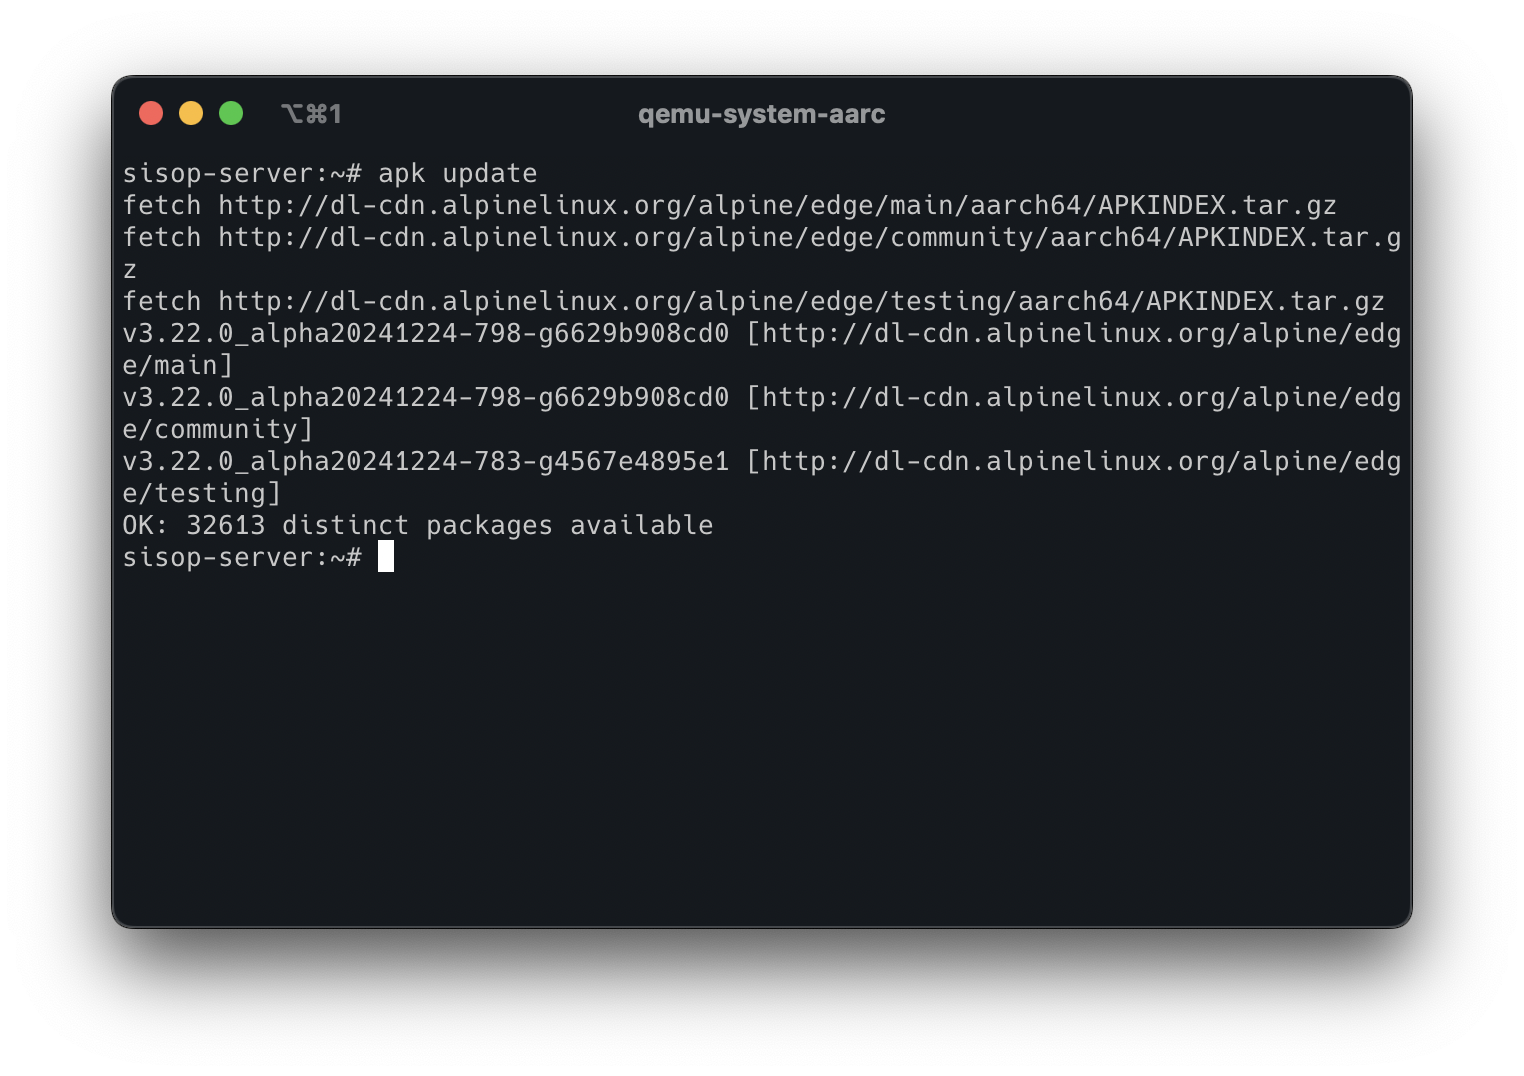 ⌥⌘1
qemu-system-aarc
sisop-server:~# apk update
fetch http://dl-cdn.alpinelinux.org/alpine/edge/main/aarch64/APKINDEX.tar.gz
fetch http://dl-cdn.alpinelinux.org/alpine/edge/community/aarch64/APKINDEX.tar.g
z
fetch http://dl-cdn.alpinelinux.org/alpine/edge/testing/aarch64/APKINDEX.tar.gz
v3.22.0_alpha20241224-798-g6629b908cd0 [http://dl-cdn.alpinelinux.org/alpine/edg
e/main]
v3.22.0_alpha20241224-798-g6629b908cd0 [http://dl-cdn.alpinelinux.org/alpine/edg
e/community]
v3.22.0_alpha20241224-783-g4567e4895e1 [http://dl-cdn.alpinelinux.org/alpine/edg
e/testing]
OK: 32613 distinct packages available
sisop-server:~#